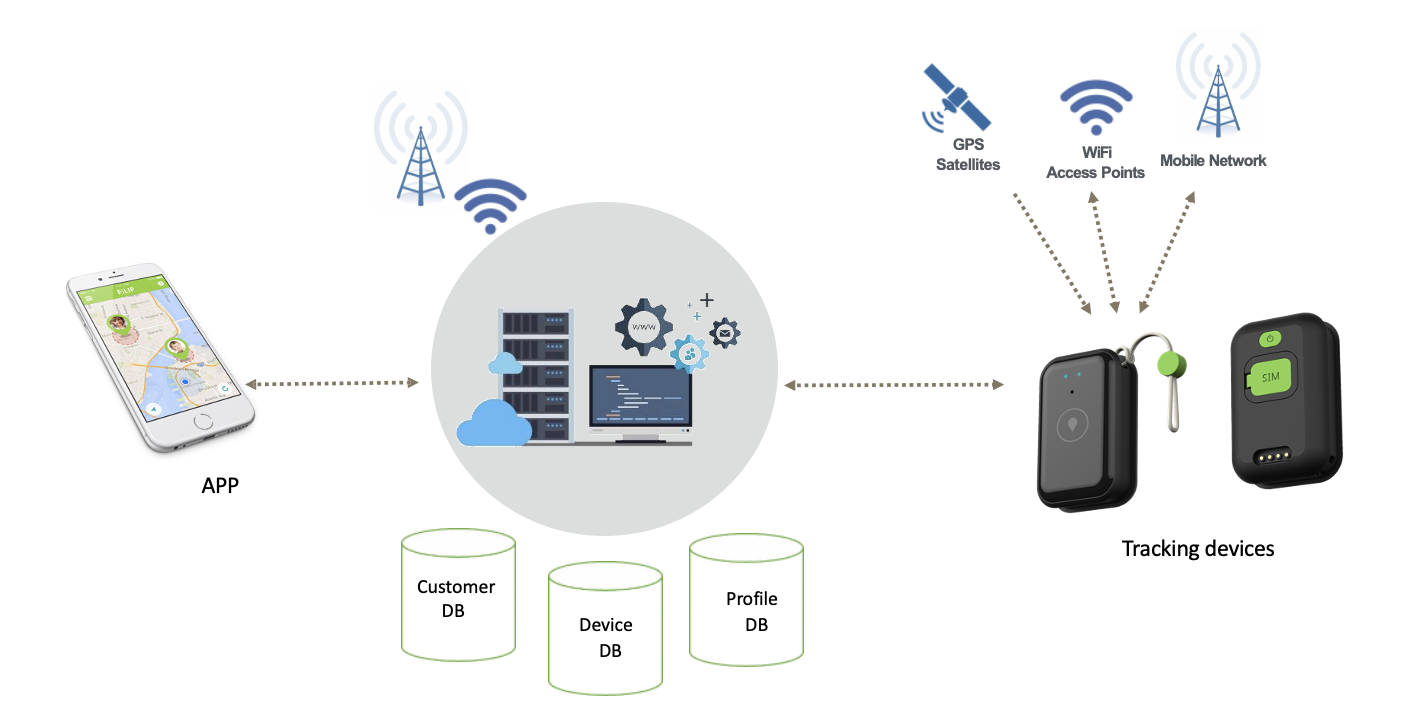 GPS
Satellites
WiFi
Access Points
Mobile Network
FiLIP
APP
www
SIM
Tracking devices
Customer
DB
Device
DB
Profile
DB